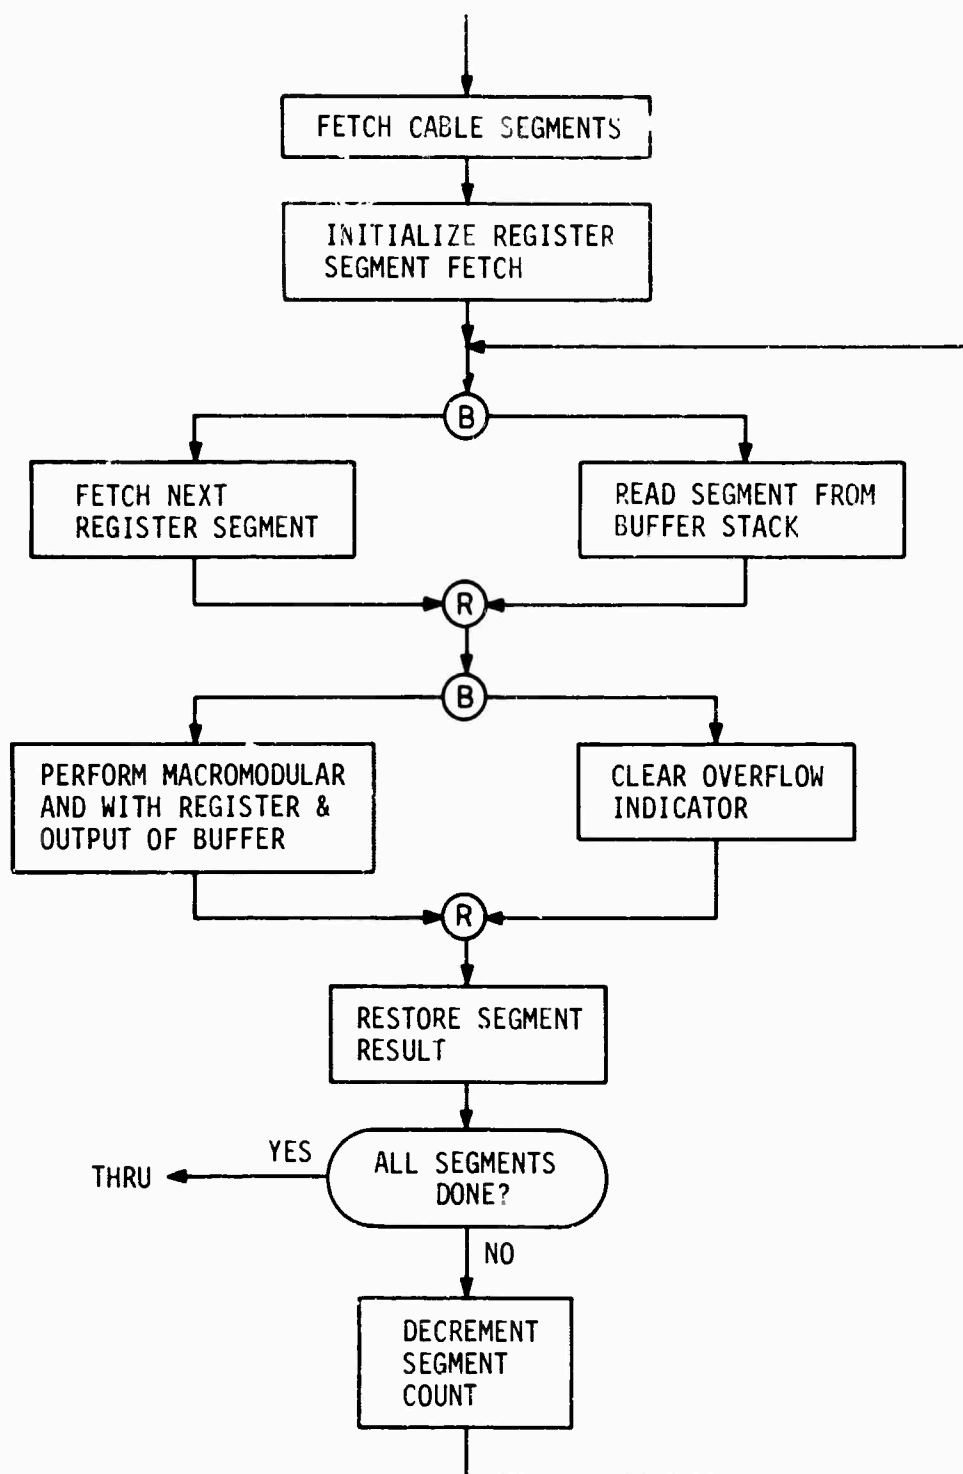 FETCH CABLE SEGMENTS
INITIALIZE REGISTER
SEGMENT FETCH
B
FETCH NEXT
REGISTER SEGMENT
READ SEGMENT FROM
BUFFER STACK
R
B
PERFORM MACROMODULAR
AND WITH REGISTER &
OUTPUT OF BUFFER
CLEAR OVERFLOW
INDICATOR
R
RESTORE SEGMENT
RESULT
ALL SEGMENTS
DONE?
YES
THRU
NO
DECREMENT
SEGMENT
COUNT